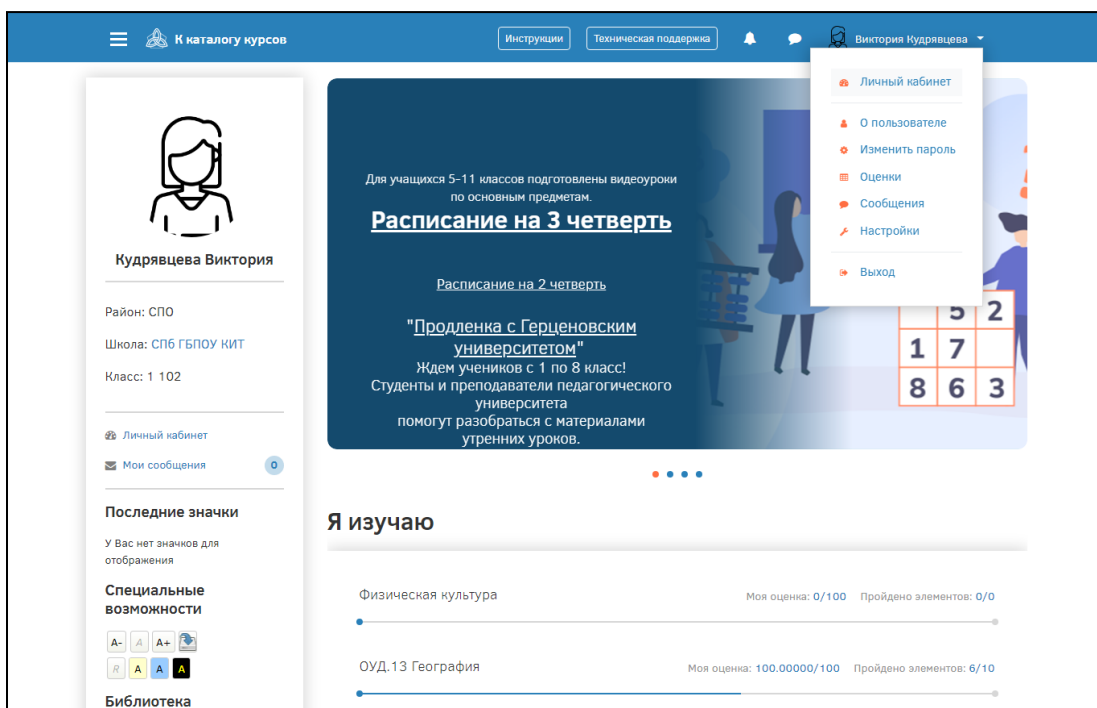 К каталогу курсов
Инструкции
Техническая поддержка
Виктория Кудрявцева
Личный кабинет
О пользователе
Изменить пароль
Оценки
Сообщения
Настройки
Выход
Кудрявцева Виктория
Район: СПО
Школа: СПб ГБПОУ КИТ
Класс: 1 102
Личный кабинет
Мои сообщения 0
Последние значки
У Вас нет значков для
отображения
Специальные
возможности
A- A A+
R A A A
Библиотека
Для учащихся 5-11 классов подготовлены видеоуроки
по основным предметам.
Расписание на 3 четверть
Расписание на 2 четверть
"Продленка с Герценовским
университетом"
Ждем учеников с 1 по 8 класс!
Студенты и преподаватели педагогического
университета
помогут разобраться с материалами
утренних уроков.
5 2
1 7
8 6 3
Я изучаю
Физическая культура
Моя оценка: 0/100 Пройдено элементов: 0/0
ОУД.13 География
Моя оценка: 100.00000/100 Пройдено элементов: 6/10